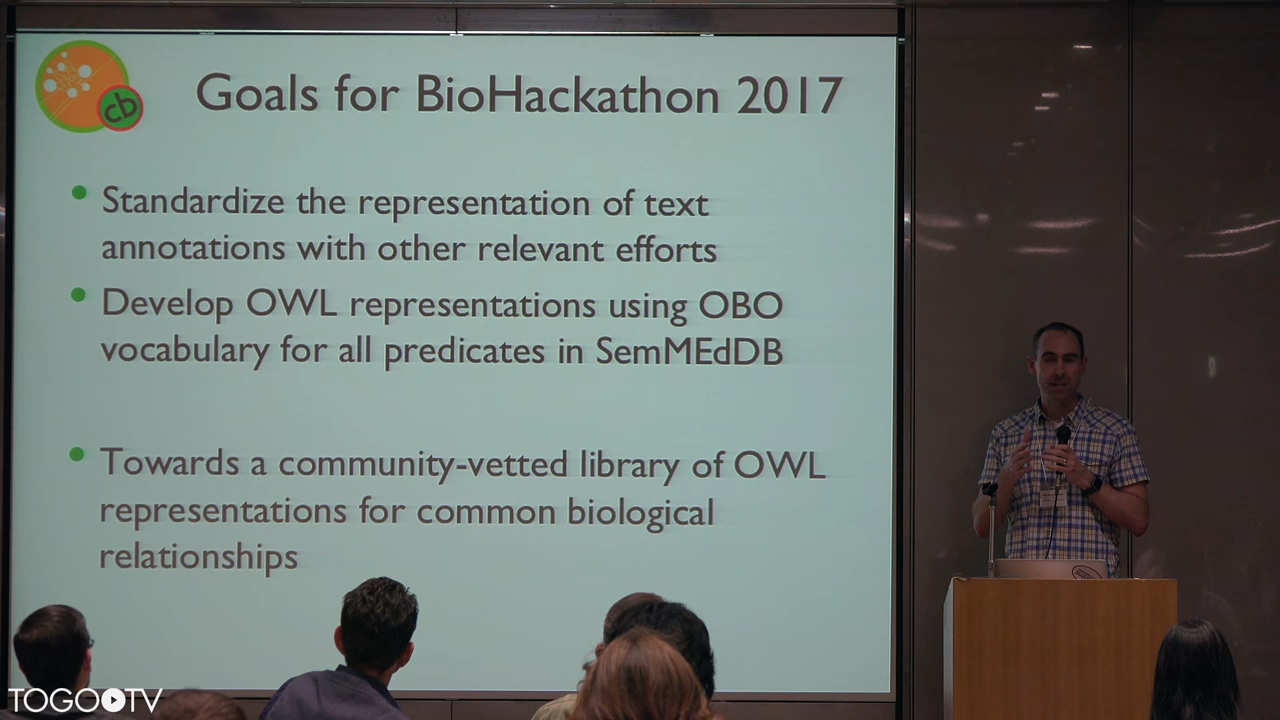 Goals for BioHackathon 2017
cb
Standardize the representation of text
annotations with other relevant efforts
Develop OWL representations using OBO
vocabulary for all predicates in SemMEdDB
Towards a community-vetted library of OWL
representations for common biological
relationships
TOGOTV